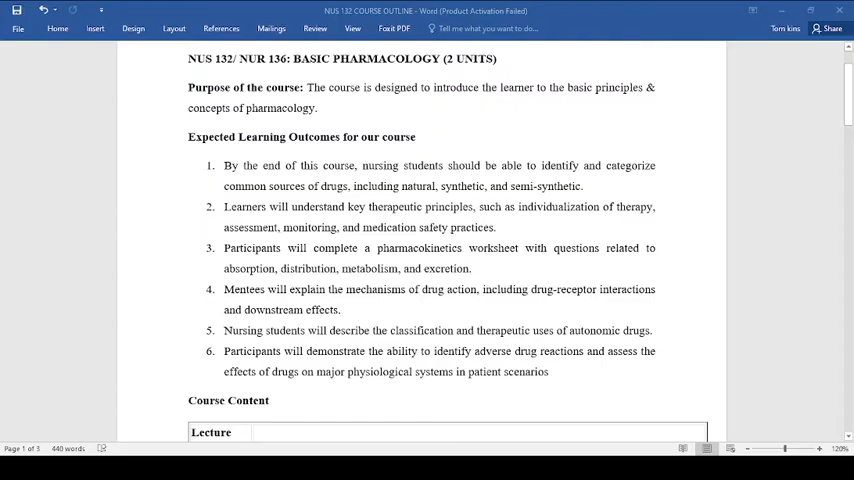 NUS 132 COURSE OUTLINE - Word (Product Activation Failed)
File Home Insert Design Layout References Mailings Review View Foxit PDF Tell me what you want to do... Tom kins Share
NUS 132/ NUR 136: BASIC PHARMACOLOGY (2 UNITS)
Purpose of the course: The course is designed to introduce the learner to the basic principles &
concepts of pharmacology.
Expected Learning Outcomes for our course
1. By the end of this course, nursing students should be able to identify and categorize
common sources of drugs, including natural, synthetic, and semi-synthetic.
2. Learners will understand key therapeutic principles, such as individualization of therapy,
assessment, monitoring, and medication safety practices.
3. Participants will complete a pharmacokinetics worksheet with questions related to
absorption, distribution, metabolism, and excretion.
4. Mentees will explain the mechanisms of drug action, including drug-receptor interactions
and downstream effects.
5. Nursing students will describe the classification and therapeutic uses of autonomic drugs.
6. Participants will demonstrate the ability to identify adverse drug reactions and assess the
effects of drugs on major physiological systems in patient scenarios
Course Content
Lecture
Page 1 of 3 440 words 120%